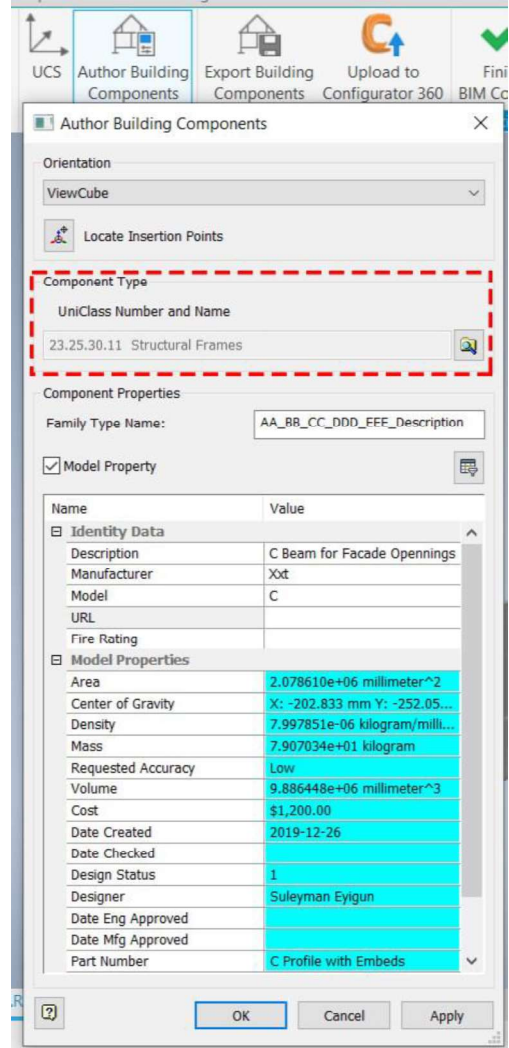 UCS
Author Building Components
Export Building Components
Upload to Configurator 360
Fini
BIM Co
Author Building Components
Orientation
ViewCube
Locate Insertion Points
Component Type
UniClass Number and Name
23.25.30.11 Structural Frames
Component Properties
Family Type Name: AA_BB_CC_DDD_EEE_Description
Model Property
Name Value
Identity Data
Description C Beam for Facade Opennings
Manufacturer Xxt
Model C
URL
Fire Rating
Model Properties
Area 2.078610e+06 millimeter^2
Center of Gravity X: -202.833 mm Y: -252.05...
Density 7.997851e-06 kilogram/milli...
Mass 7.907034e+01 kilogram
Requested Accuracy Low
Volume 9.886448e+06 millimeter^3
Cost $1,200.00
Date Created 2019-12-26
Date Checked
Design Status 1
Designer Suleyman Eyigun
Date Eng Approved
Date Mfg Approved
Part Number C Profile with Embeds
OK Cancel Apply